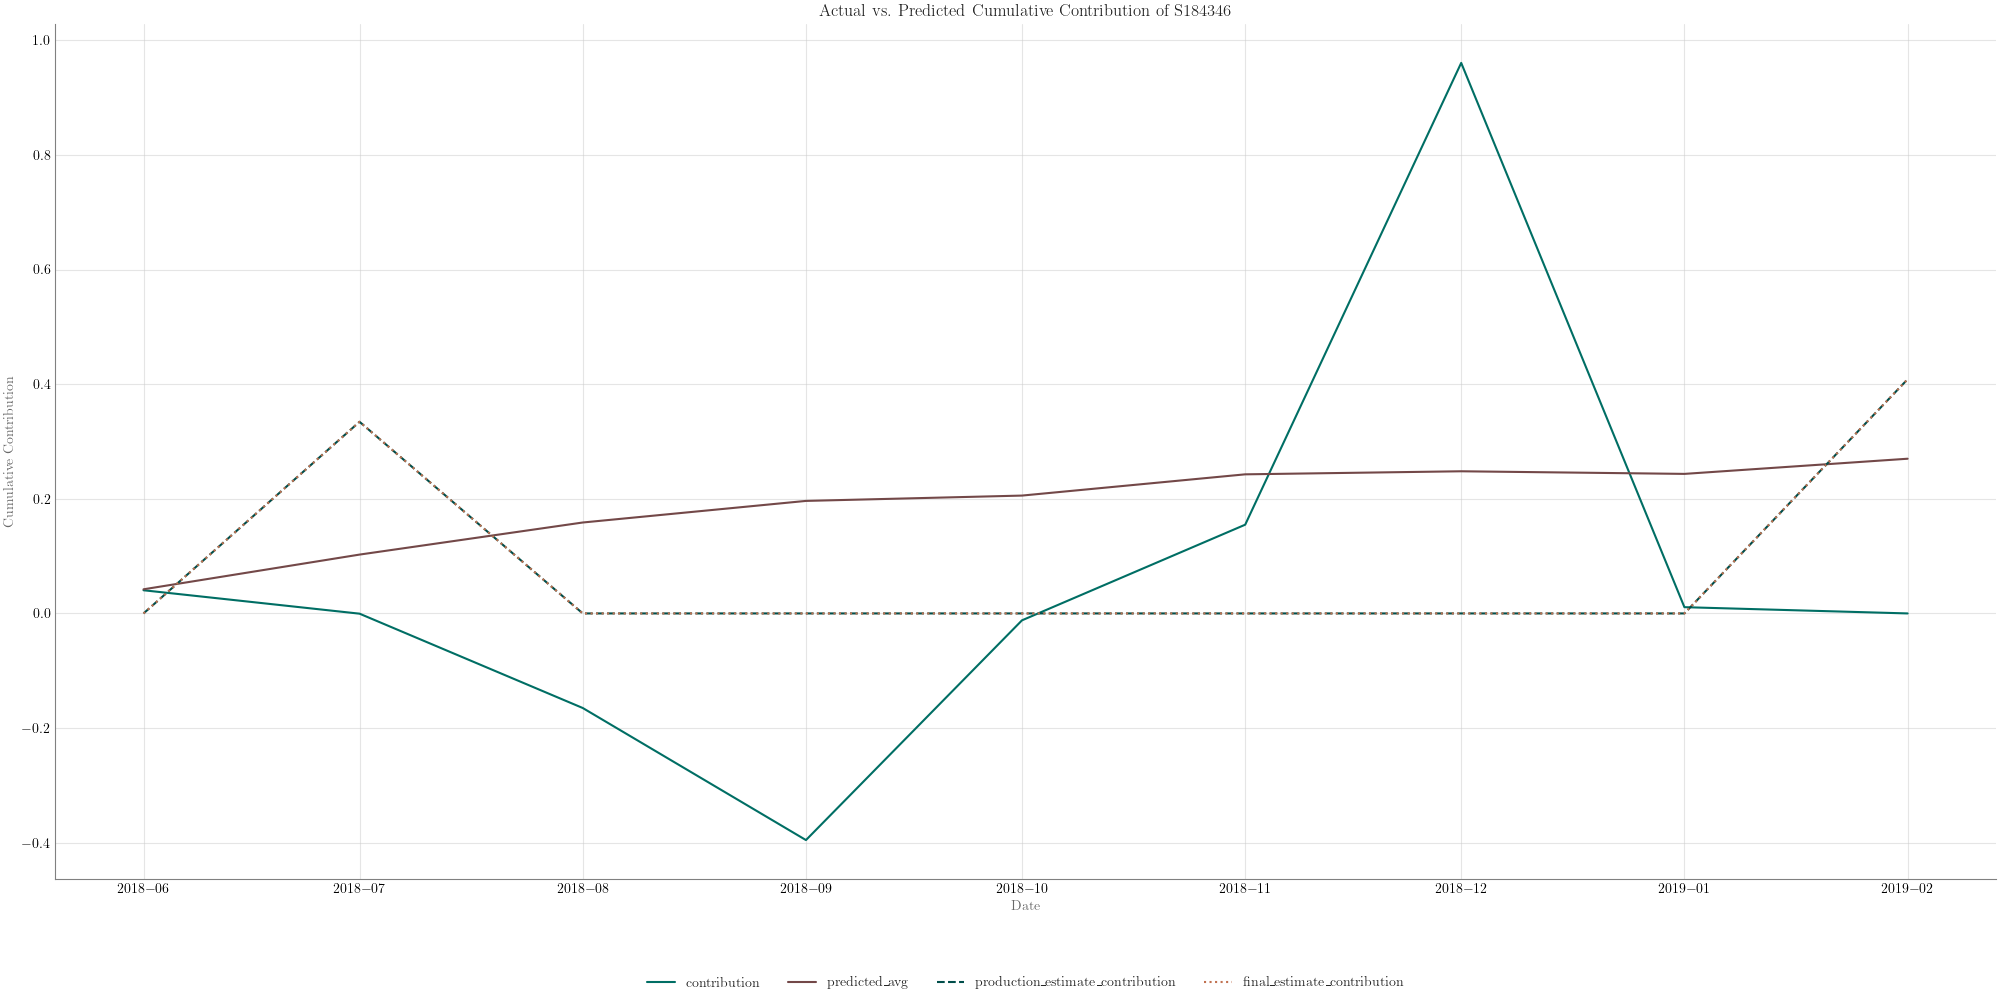 Actual vs. Predicted Cumulative Contribution of S184346
Cumulative Contribution
1.0
0.8
0.6
0.4
0.2
0.0
−0.2
−0.4
2018−06 2018−07 2018−08 2018−09 2018−10 2018−11 2018−12 2019−01 2019−02
Date
contribution predicted_avg production_estimate_contribution final_estimate_contribution